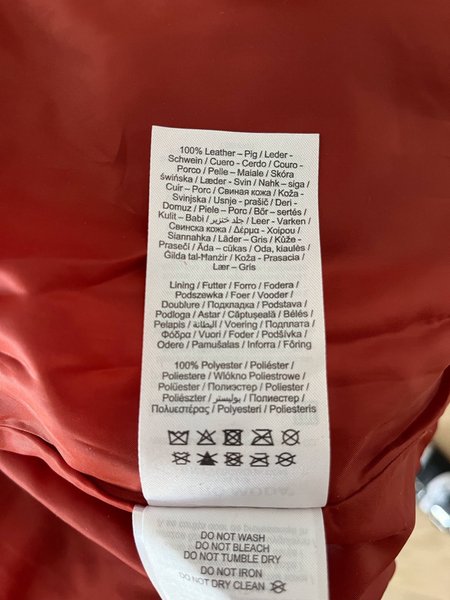 100% Leather – Pig / Leder -
Schwein / Cuero - Cerdo / Couro -
Porco / Pelle – Maiale / Skóra
świńska / Læder - Svin / Nahk – siga /
Cuir – Porc / Свинская кожа / Koža -
Svinjska / Usnje - prašič / Deri -
Domuz / Piele – Porc / Bőr – sertés /
Kulit – Babi / جلد خنزير / Leer - Varken /
Свинска кожа / Δέρμα - Χοίρου /
Siannahka / Läder – Gris / Kůže -
Prasečí / Āda – cūkas / Oda, kiaulės /
Ġilda tal-Ħanżir / Koža - Prasacia /
Lær – Gris
Lining / Futter / Forro / Fodera /
Podszewka / Foer / Vooder /
Doublure / Подкладка / Podstava /
Podloga / Astar / Căptușeală / Bélés /
Pelapis / البطانة / Voering / Подплата /
Φόδρα / Vuori / Foder / Podšívka /
Odere / Pamušalas / Inforra / Fôring
100% Polyester / Poliéster /
Poliestere / Włókno Poliestrowe /
Polüester / Полиэстер / Poliester /
Poliészter / بوليستر / Полиестер /
Πολυεστέρας / Polyesteri / Poliesteris
DO NOT WASH
DO NOT BLEACH
DO NOT TUMBLE DRY
DO NOT IRON
DO NOT DRY CLEAN